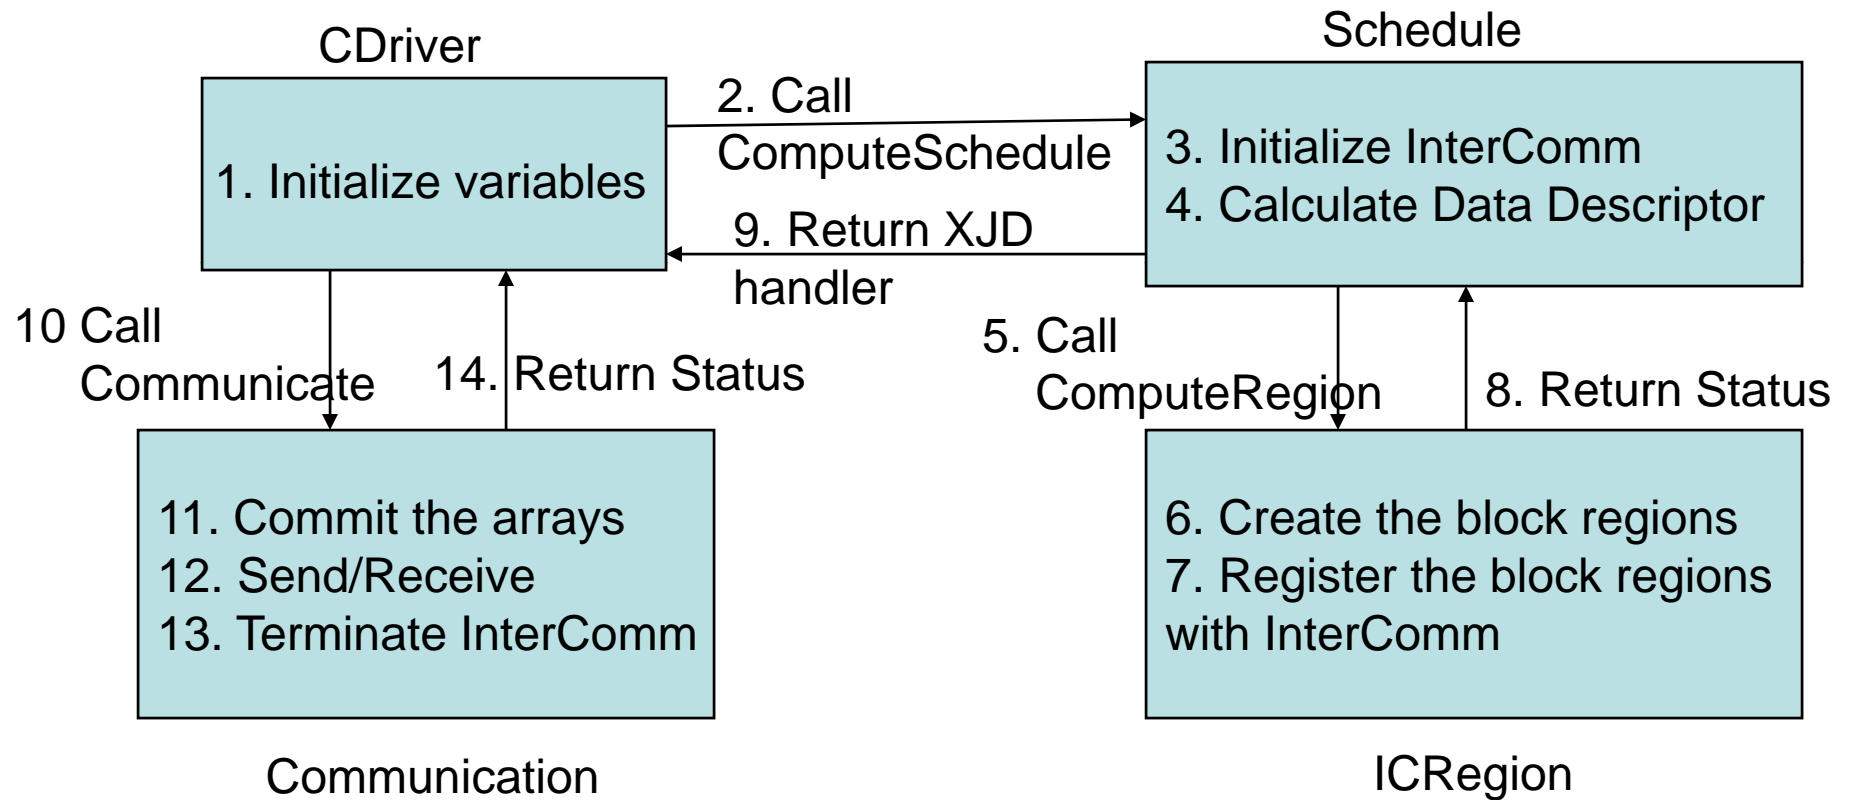 CDriver
Schedule
1. Initialize variables
2. Call
ComputeSchedule
3. Initialize InterComm
4. Calculate Data Descriptor
9. Return XJD
handler
10 Call
Communicate
14. Return Status
5. Call
ComputeRegion
8. Return Status
11. Commit the arrays
12. Send/Receive
13. Terminate InterComm
6. Create the block regions
7. Register the block regions
with InterComm
Communication
ICRegion